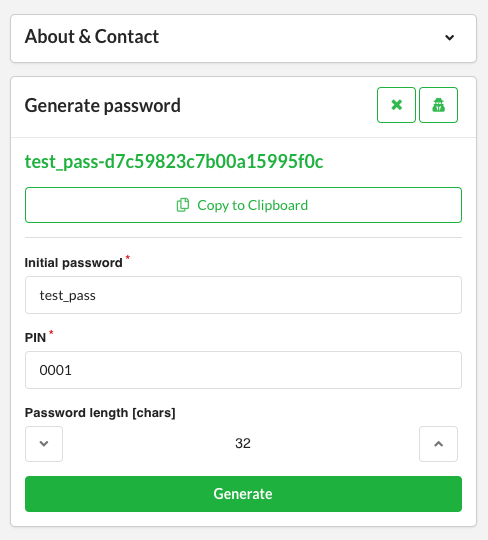 About & Contact
Generate password
test_pass-d7c59823c7b00a15995f0c
Copy to Clipboard
Initial password *
test_pass
PIN *
0001
Password length [chars]
32
Generate